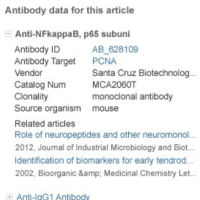 Antibody data for this article
Anti-NFkappaB, p65 subuni
Antibody ID AB_628109
Antibody Target PCNA
Vendor Santa Cruz Biotechnolog...
Catalog Num MCA2060T
Clonality monoclonal antibody
Source organism mouse
Related articles
Role of neuropeptides and other neuromonol...
2012, Journal of Industrial Microbiology and Biot...
Identification of biomarkers for early tendrod...
2002, Bioorganic &amp; Medicinal Chemistry Let...
Anti-IgG1 Antibody